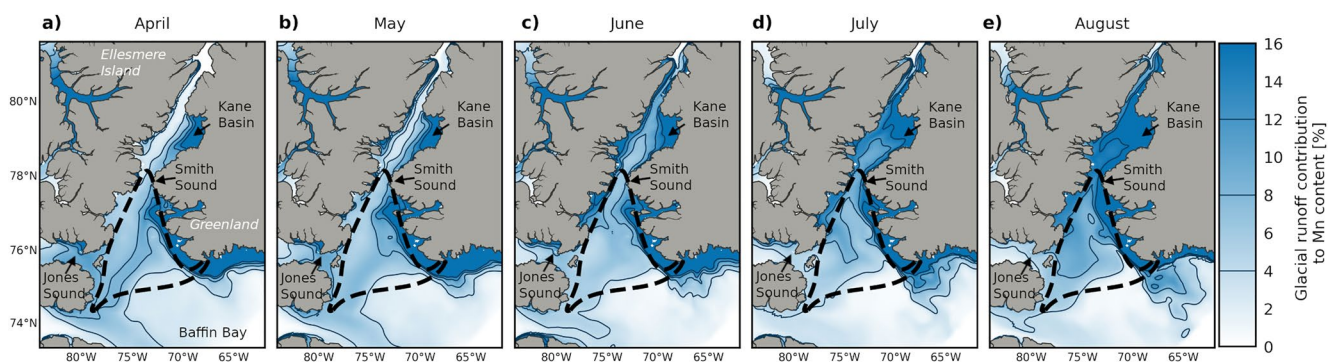 a) April
b) May
c) June
d) July
e) August
Ellesmere
Island
Kane
Basin
Smith
Sound
Greenland
Jones
Sound
Baffin Bay
Kane
Basin
Smith
Sound
Jones
Sound
Kane
Basin
Smith
Sound
Jones
Sound
Kane
Basin
Smith
Sound
Jones
Sound
Kane
Basin
Smith
Sound
Jones
Sound
80°N
78°N
76°N
74°N
80°W 75°W 70°W 65°W
80°W 75°W 70°W 65°W
80°W 75°W 70°W 65°W
80°W 75°W 70°W 65°W
80°W 75°W 70°W 65°W
16
14
12
10
8
6
4
2
0
Glacial runoff contribution
to Mn content [%]